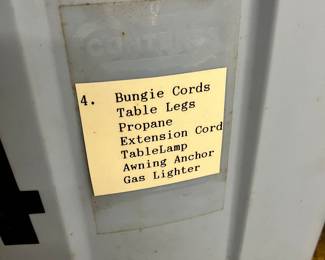 4. Bungie Cords
Table Legs
Propane
Extension Cord
TableLamp
Awning Anchor
Gas Lighter